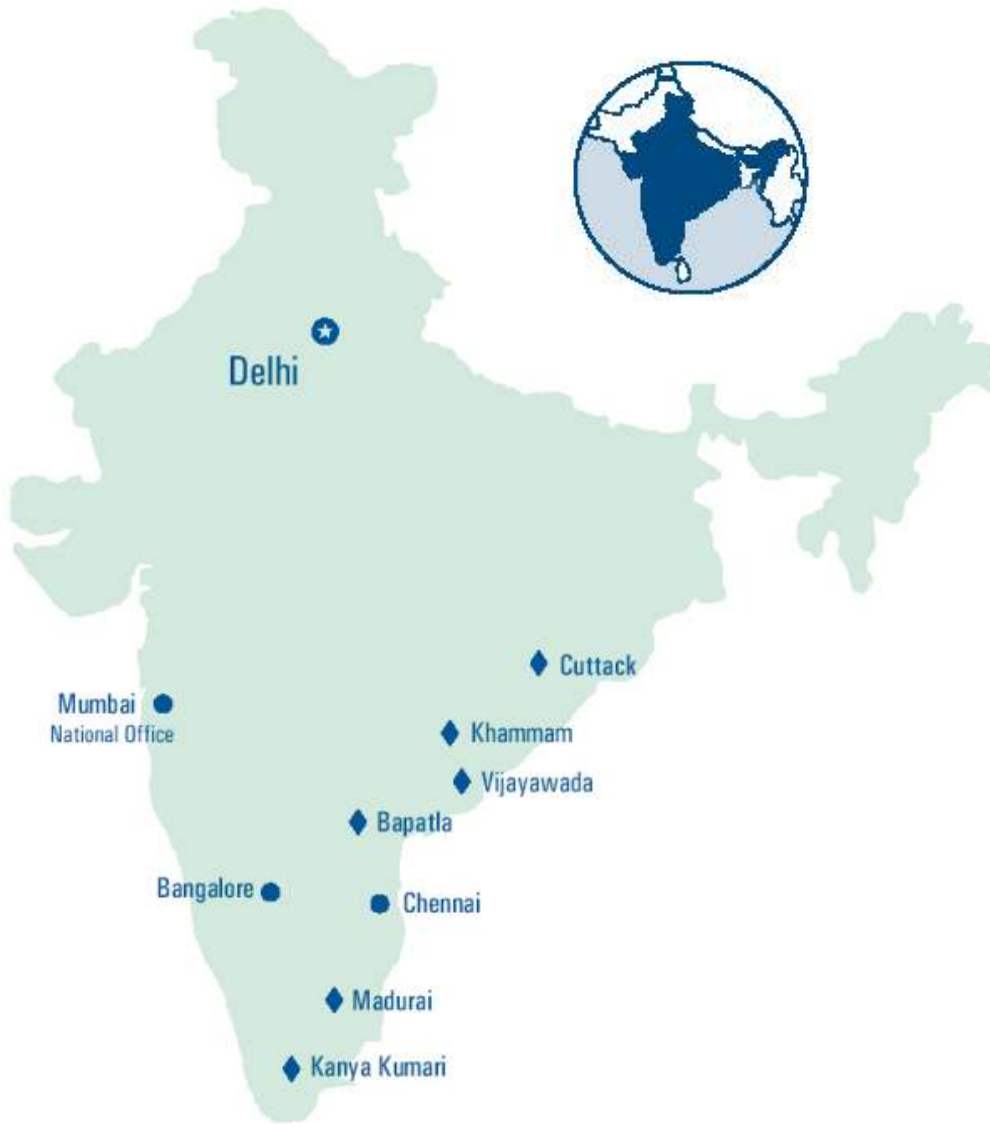 Delhi
Cuttack
Mumbai
National Office
Khammam
Vijayawada
Bapatla
Bangalore
Chennai
Madurai
Kanya Kumari